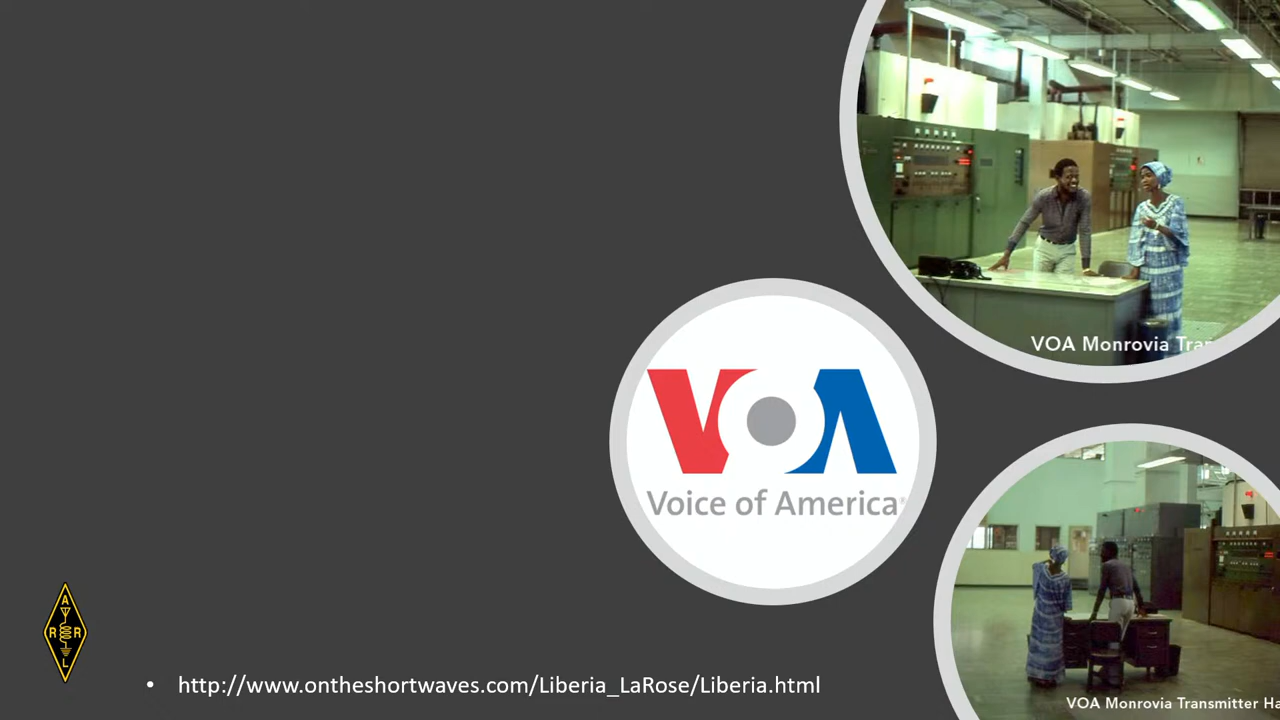 VOA Monrovia
VOA
Voice of America
A
R R
L
VOA Monrovia Transmitter
• http://www.ontheshortwaves.com/Liberia_LaRose/Liberia.html